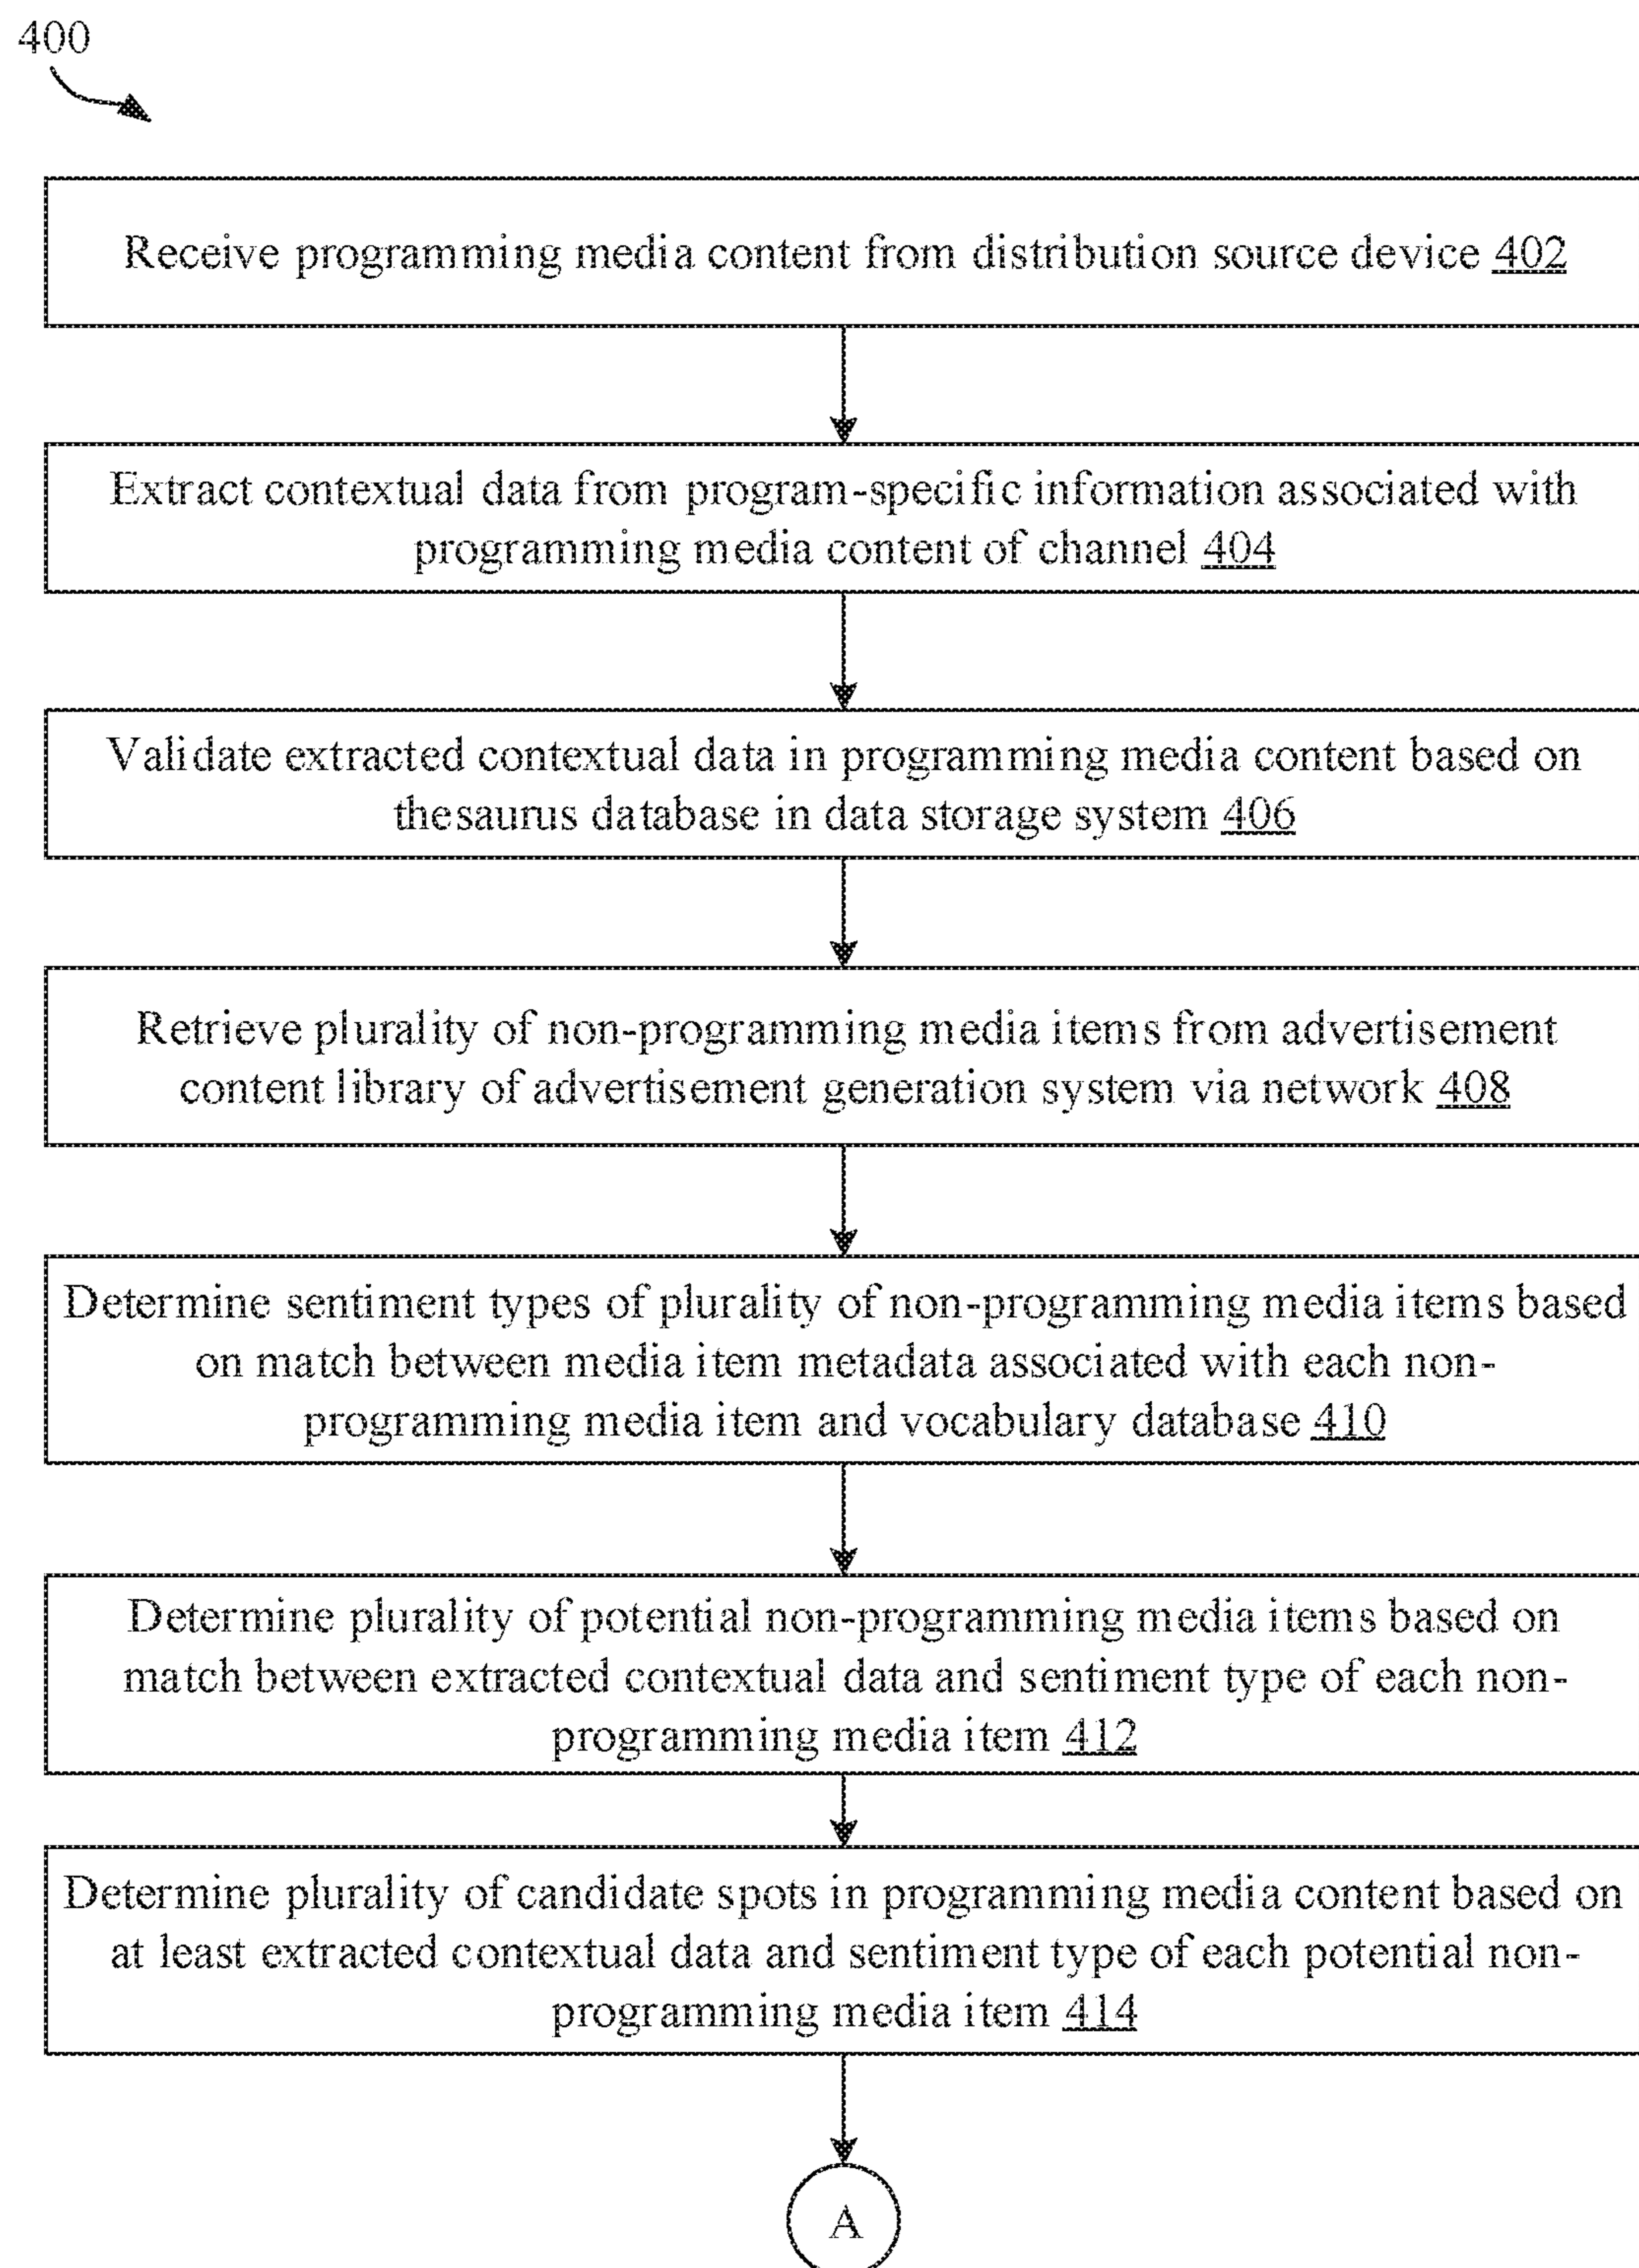 400
Receive programming media content from distribution source device 402
Extract contextual data from program-specific information associated with
programming media content of channel 404
Validate extracted contextual data in programming media content based on
thesaurus database in data storage system 406
Retrieve plurality of non-programming media items from advertisement
content library of advertisement generation system via network 408
Determine sentiment types of plurality of non-programming media items based
on match between media item metadata associated with each non-
programming media item and vocabulary database 410
Determine plurality of potential non-programming media items based on
match between extracted contextual data and sentiment type of each non-
programming media item 412
Determine plurality of candidate spots in programming media content based on
at least extracted contextual data and sentiment type of each potential non-
programming media item 414
A